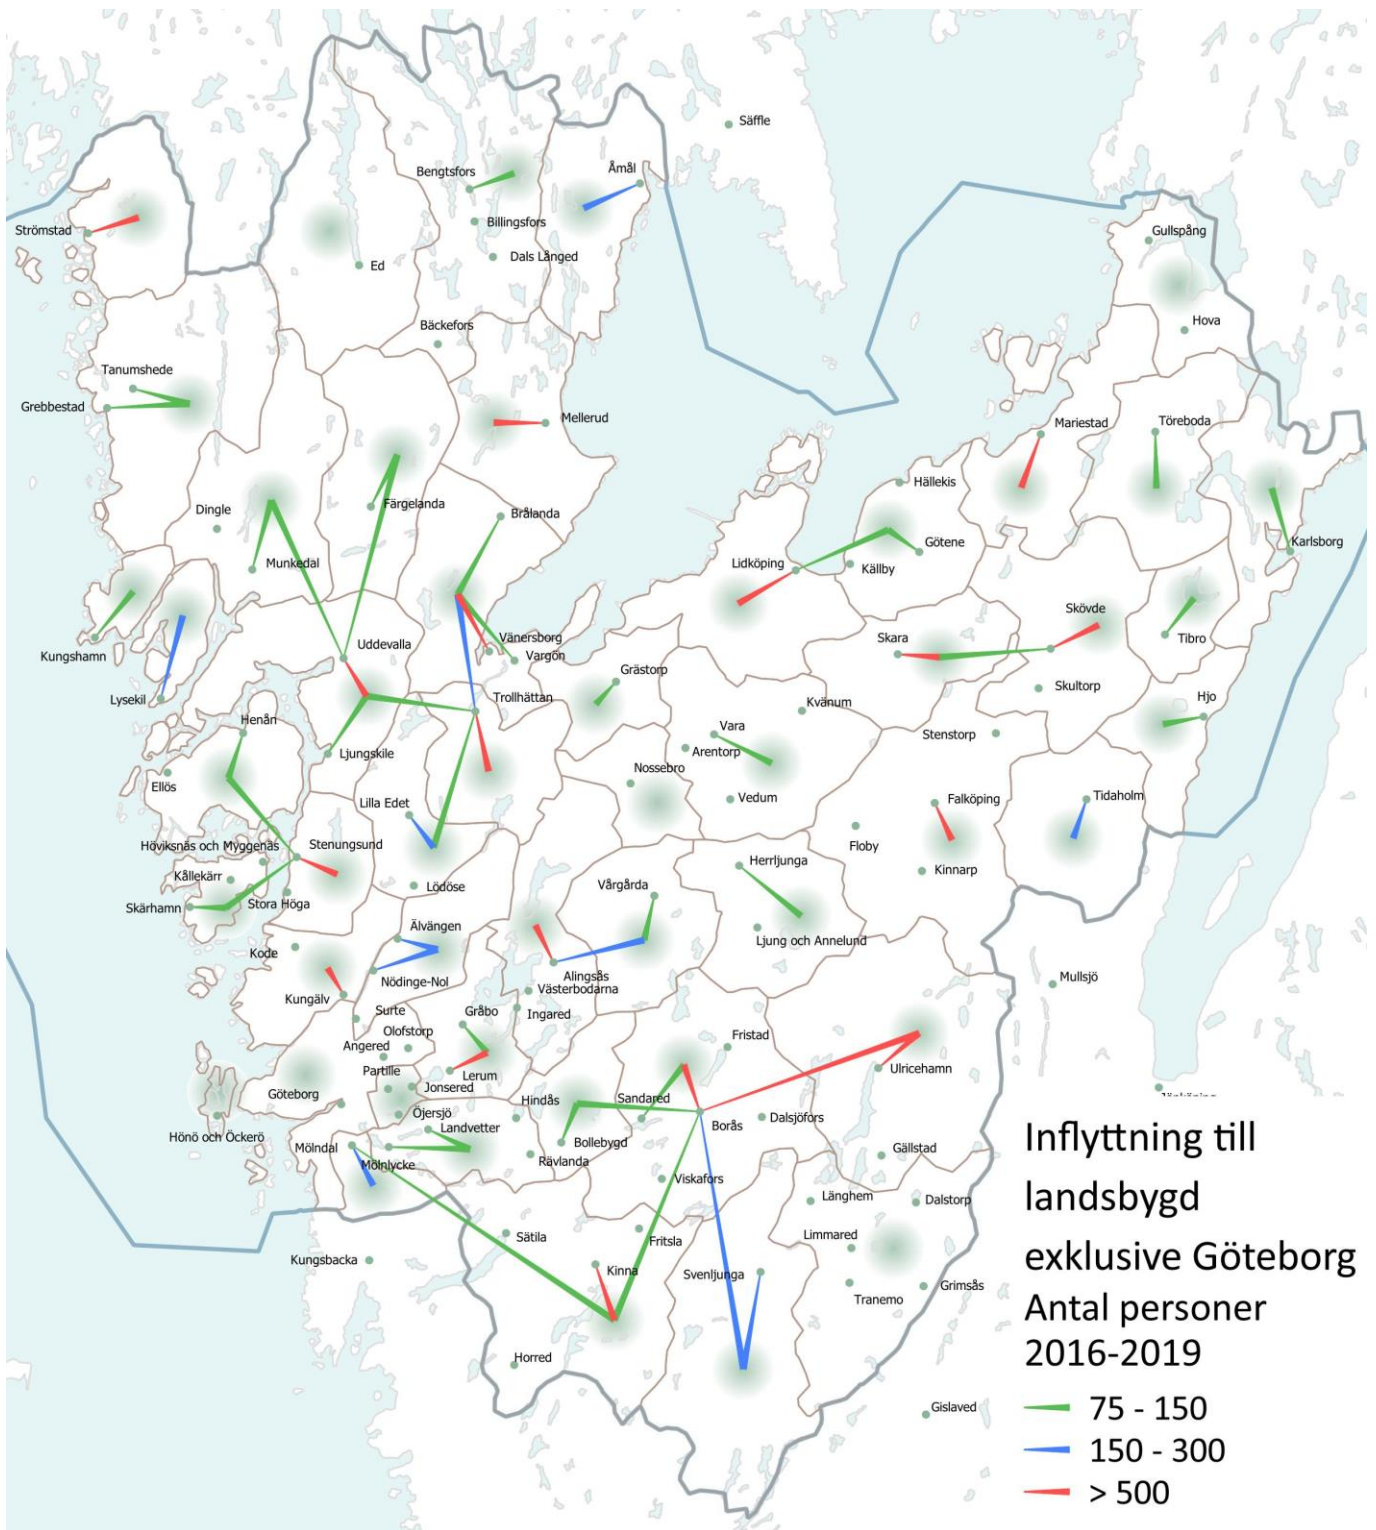 Säffle
Bengtsfors
Åmål
Billingsfors
Strömstad
Gullspång
Dals Långed
Ed
Hova
Bäckefors
Tanumshede
Grebbestad
Mellerud
Mariestad
Töreboda
Hällekis
Färgelanda
Dingle
Brålanda
Karlsborg
Götene
Munkedal
Lidköping
Källby
Skövde
Kungshamn
Uddevalla
Vänersborg
Skara
Tibro
Vargön
Grästorp
Skultorp
Lysekil
Trollhättan
Hjo
Kvänum
Henån
Vara
Stenstorp
Ljungskile
Arentorp
Nossebro
Ellös
Lilla Edet
Vedum
Falköping
Tidaholm
Höviksnäs och Myggenäs
Stenungsund
Floby
Kållekärr
Lödöse
Vårgårda
Herrljunga
Kinnarp
Skärhamn
Stora Höga
Älvängen
Ljung och Annelund
Kode
Nödinge-Nol
Alingsås
Mullsjö
Västerbodarna
Kungälv
Surte
Gråbo
Ingared
Olofstorp
Angered
Fristad
Partille
Lerum
Ulricehamn
Göteborg
Jonsered
Hindås
Sandared
Öjersjö
Landvetter
Borås
Dalsjöfors
Hönö och Öckerö
Mölndal
Bollebygd
Mölnlycke
Rävlanda
Gällstad
Viskafors
Länghem
Dalstorp
Sätila
Fritsla
Limmared
Kungsbacka
Kinna
Svenljunga
Grimsås
Tranemo
Horred
Gislaved
Inflyttning till
landsbygd
exklusive Göteborg
Antal personer
2016-2019
75 - 150
150 - 300
> 500